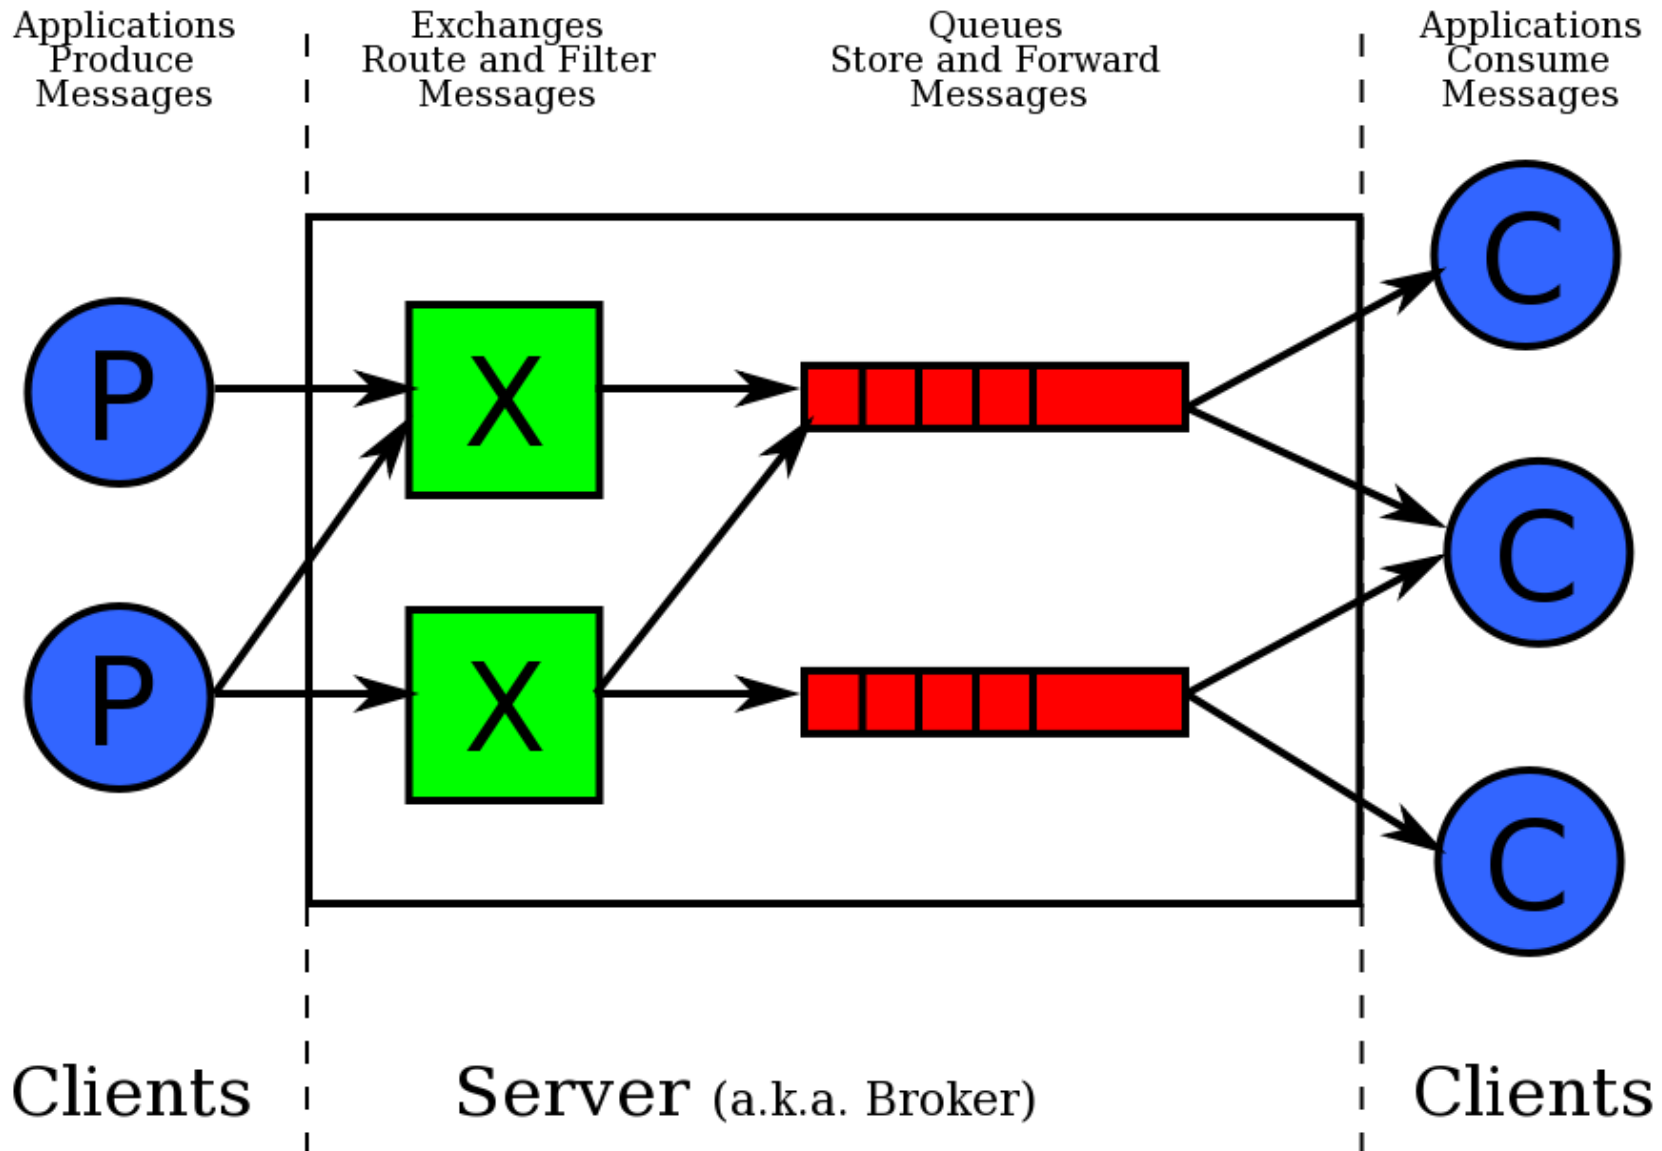 Applications
Produce
Messages
Exchanges
Route and Filter
Messages
Queues
Store and Forward
Messages
Applications
Consume
Messages
P
P
X
X
C
C
C
Clients
Server (a.k.a. Broker)
Clients